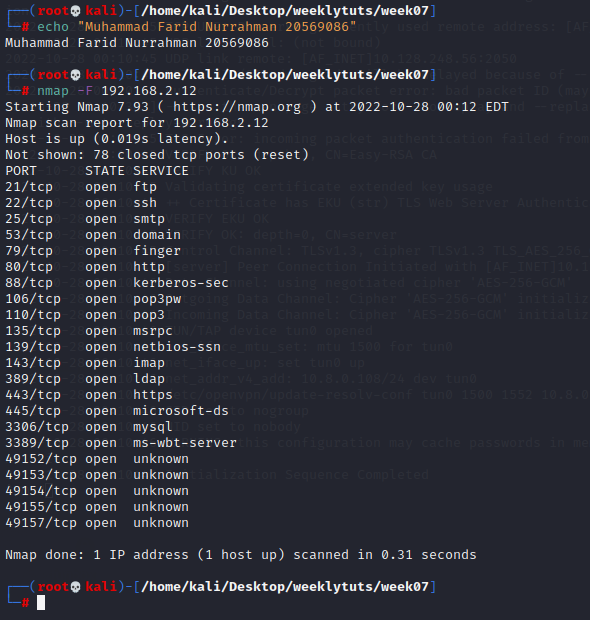 ┌──(root💀kali)-[/home/kali/Desktop/weeklytuts/week07]
└─# echo "Muhammad Farid Nurrahman 20569086"
Muhammad Farid Nurrahman 20569086
┌──(root💀kali)-[/home/kali/Desktop/weeklytuts/week07]
└─# nmap -F 192.168.2.12
Starting Nmap 7.93 ( https://nmap.org ) at 2022-10-28 00:12 EDT
Nmap scan report for 192.168.2.12
Host is up (0.019s latency).
Not shown: 78 closed tcp ports (reset)
PORT      STATE SERVICE
21/tcp    open  ftp
22/tcp    open  ssh
25/tcp    open  smtp
53/tcp    open  domain
79/tcp    open  finger
80/tcp    open  http
88/tcp    open  kerberos-sec
106/tcp   open  pop3pw
110/tcp   open  pop3
135/tcp   open  msrpc
139/tcp   open  netbios-ssn
143/tcp   open  imap
389/tcp   open  ldap
443/tcp   open  https
445/tcp   open  microsoft-ds
3306/tcp  open  mysql
3389/tcp  open  ms-wbt-server
49152/tcp open  unknown
49153/tcp open  unknown
49154/tcp open  unknown
49155/tcp open  unknown
49157/tcp open  unknown
Nmap done: 1 IP address (1 host up) scanned in 0.31 seconds
┌──(root💀kali)-[/home/kali/Desktop/weeklytuts/week07]
└─#